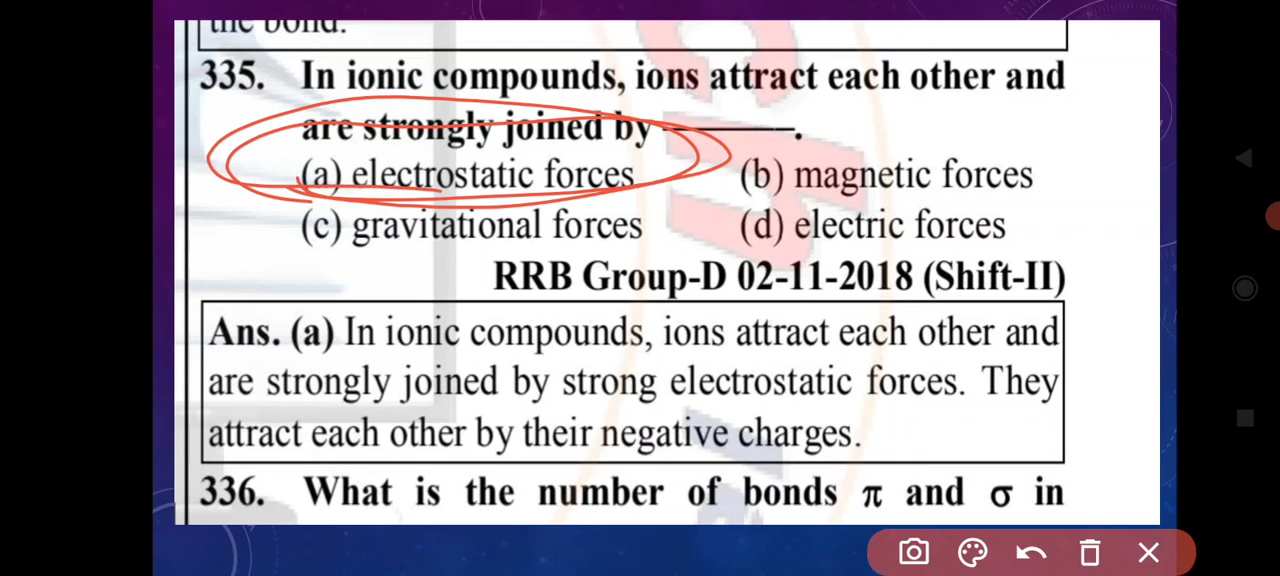 the bond.
335. In ionic compounds, ions attract each other and
are strongly joined by ________.
(a) electrostatic forces (b) magnetic forces
(c) gravitational forces (d) electric forces
RRB Group-D 02-11-2018 (Shift-II)
Ans. (a) In ionic compounds, ions attract each other and
are strongly joined by strong electrostatic forces. They
attract each other by their negative charges.
336. What is the number of bonds π and σ in